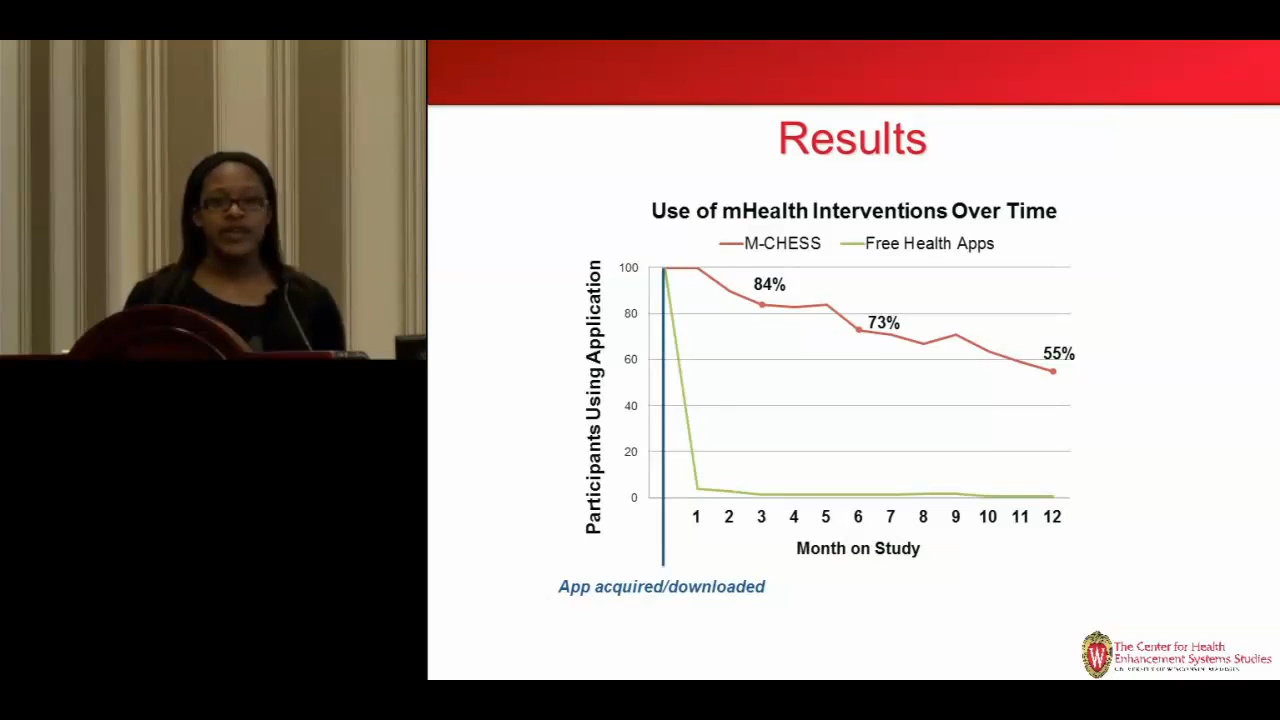 Results
Use of mHealth Interventions Over Time
M-CHESS Free Health Apps
Participants Using Application
100
80
60
40
20
0
84%
73%
55%
1 2 3 4 5 6 7 8 9 10 11 12
Month on Study
App acquired/downloaded
W
The Center for Health
Enhancement Systems Studies